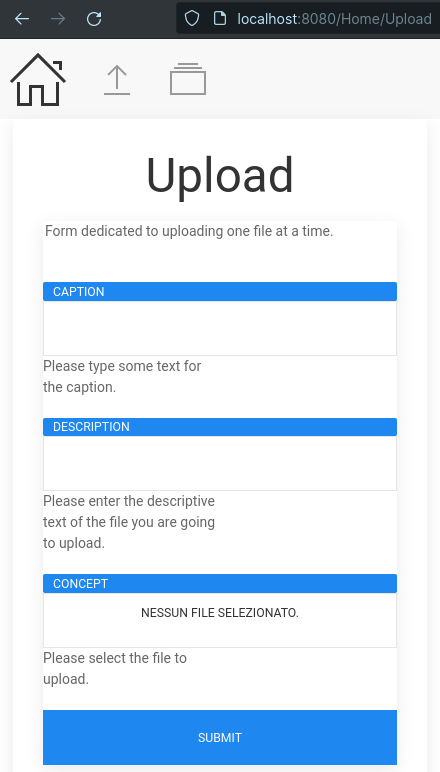 localhost:8080/Home/Upload
Upload
Form dedicated to uploading one file at a time.
CAPTION
Please type some text for
the caption.
DESCRIPTION
Please enter the descriptive
text of the file you are going
to upload.
CONCEPT
NESSUN FILE SELEZIONATO.
Please select the file to
upload.
SUBMIT